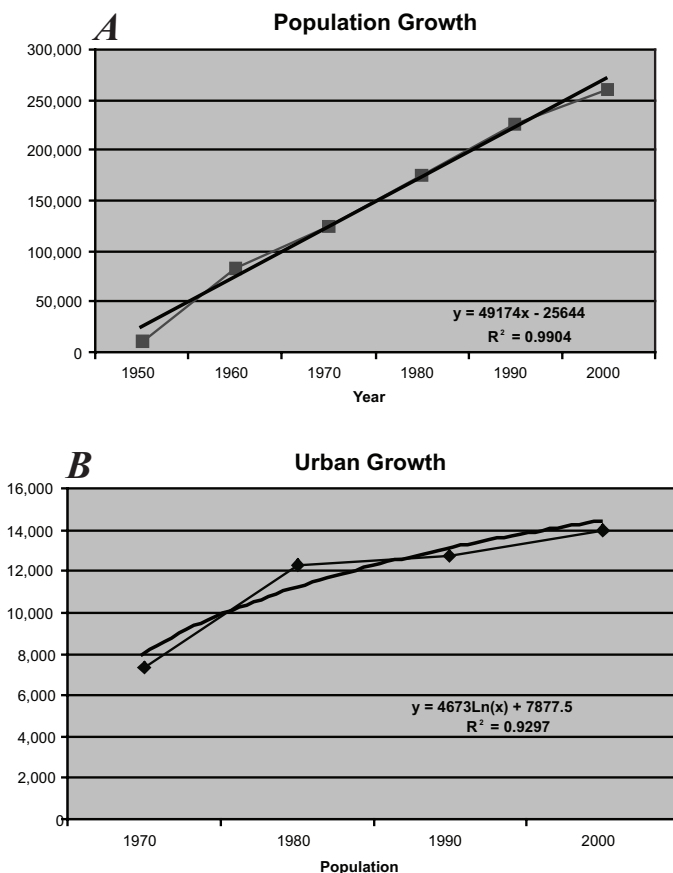 A
Population Growth
300,000
250,000
200,000
150,000
100,000
50,000
0
y = 49174x - 25644
R² = 0.9904
1950 1960 1970 1980 1990 2000
Year
B
Urban Growth
16,000
14,000
12,000
10,000
8,000
6,000
4,000
2,000
0
y = 4673Ln(x) + 7877.5
R² = 0.9297
1970 1980 1990 2000
Population